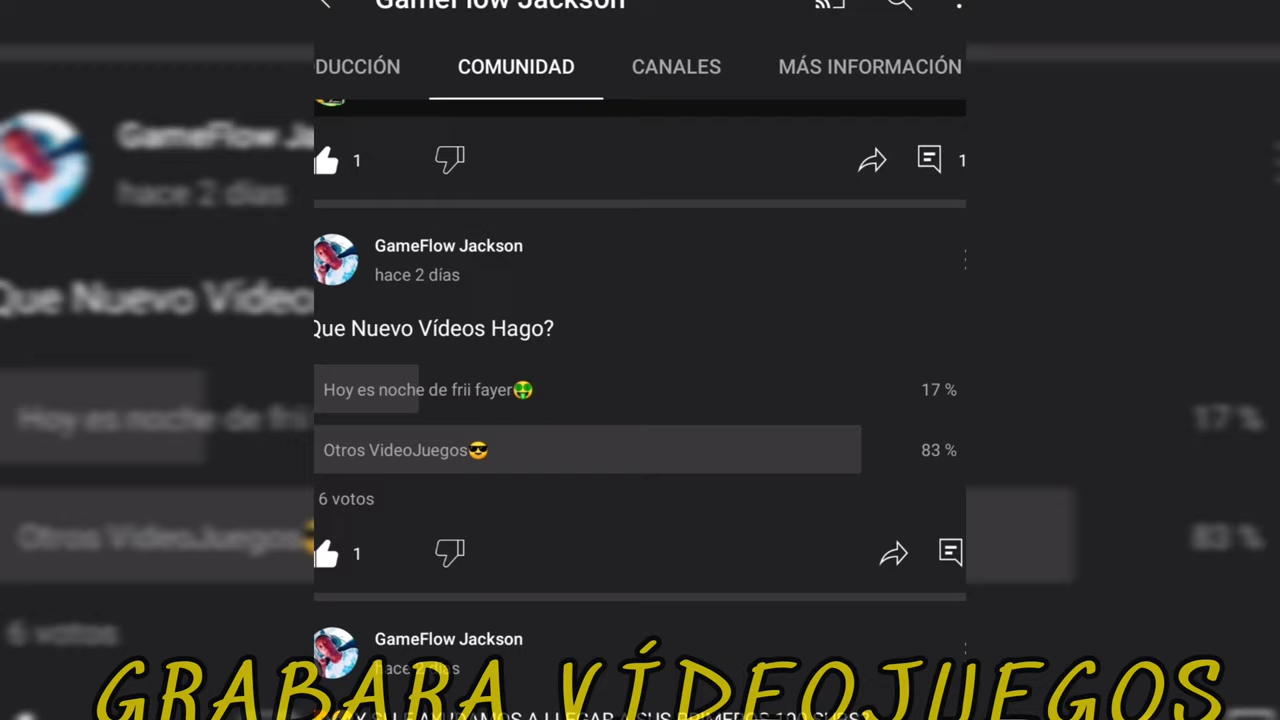 GameFlow Jackson
DUCCIÓN COMUNIDAD CANALES MÁS INFORMACIÓN
1 1
GameFlow Jackson
hace 2 días
Que Nuevo Vídeos Hago?
Hoy es noche de frii fayer🤑 17 %
Otros VideoJuegos😎 83 %
6 votos
1
GameFlow Jackson
hace 2 días
GRABARA VÍDEOJUEGOS